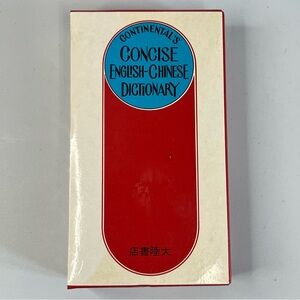 CONTINENTAL'S
CONCISE
ENGLISH-CHINESE
DICTIONARY
店書陸大